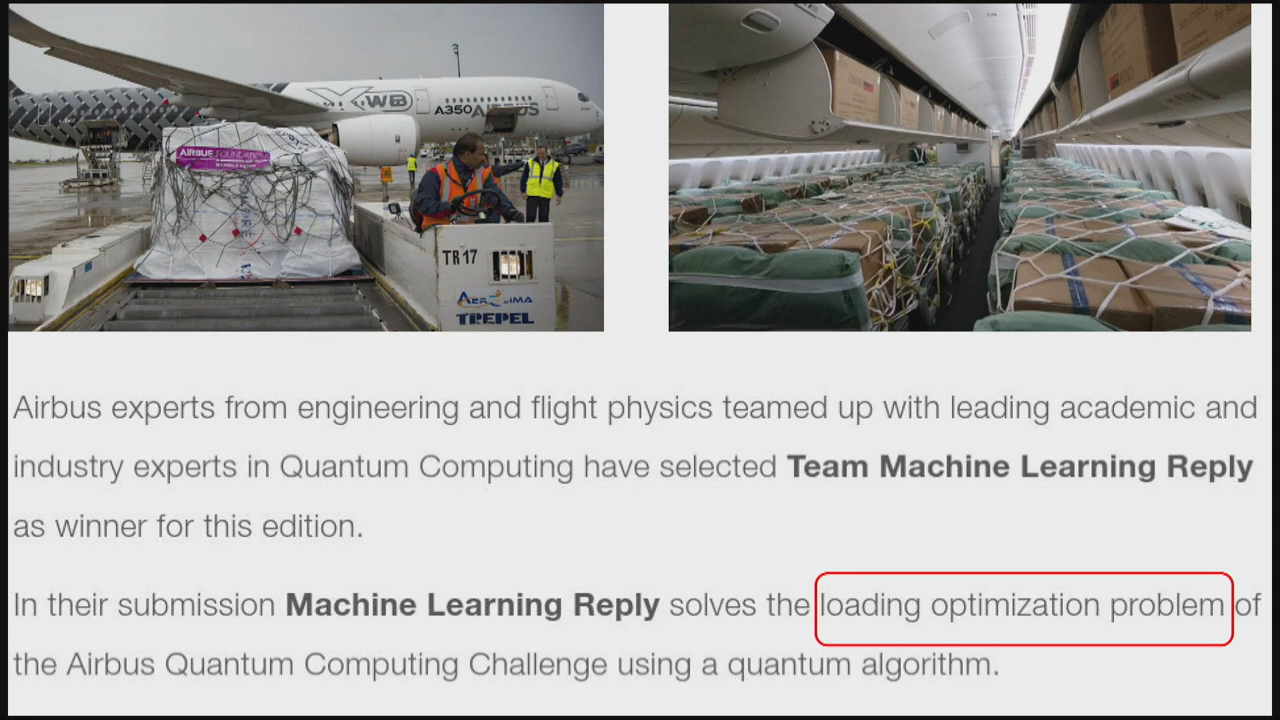 XWB
A350
AIRBUS
AIRBUS FOUNDATION
TR 17
TREPEL
Airbus experts from engineering and flight physics teamed up with leading academic and
industry experts in Quantum Computing have selected Team Machine Learning Reply
as winner for this edition.
In their submission Machine Learning Reply solves the loading optimization problem of
the Airbus Quantum Computing Challenge using a quantum algorithm.